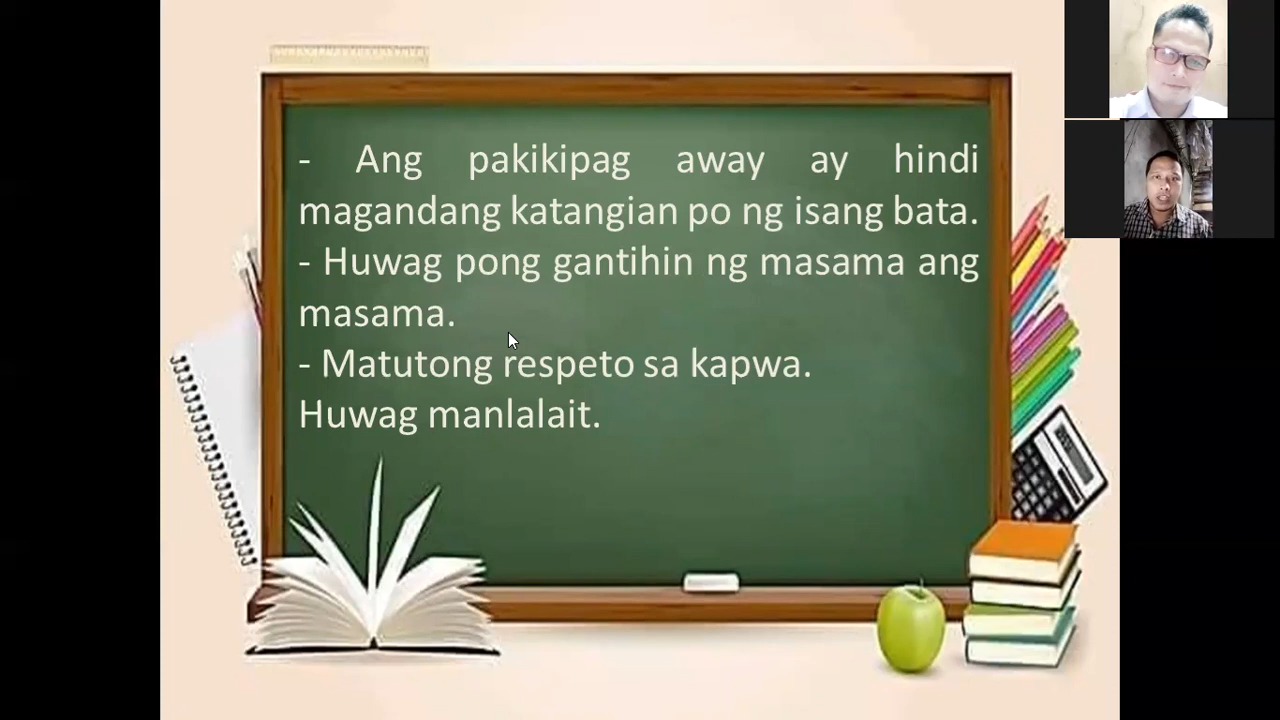 - Ang pakikipag away ay hindi
magandang katangian po ng isang bata.
- Huwag pong gantihin ng masama ang
masama.
- Matutong respeto sa kapwa.
Huwag manlalait.